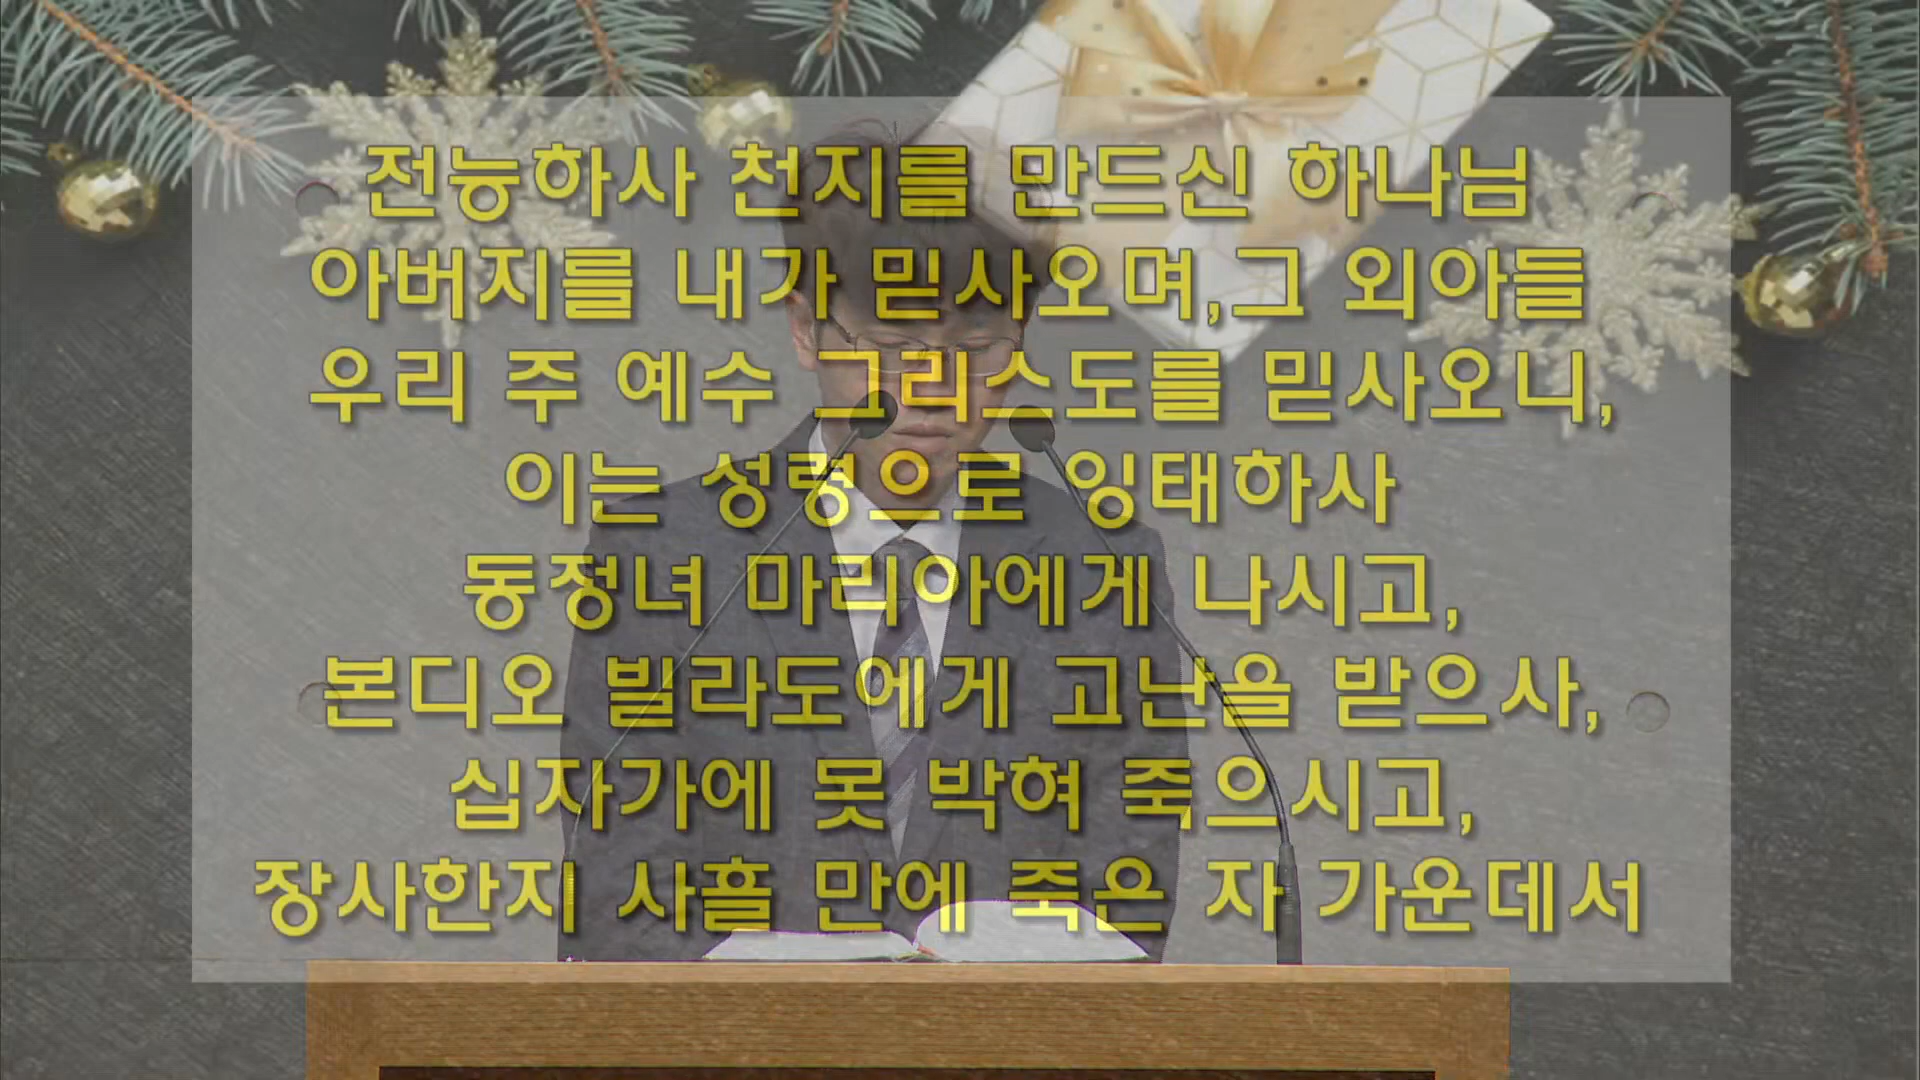 전능하사 천지를 만드신 하나님
아버지를 내가 믿사오며,그 외아들
우리 주 예수 그리스도를 믿사오니,
이는 성령으로 잉태하사
동정녀 마리아에게 나시고,
본디오 빌라도에게 고난을 받으사,
십자가에 못 박혀 죽으시고,
장사한지 사흘 만에 죽은 자 가운데서